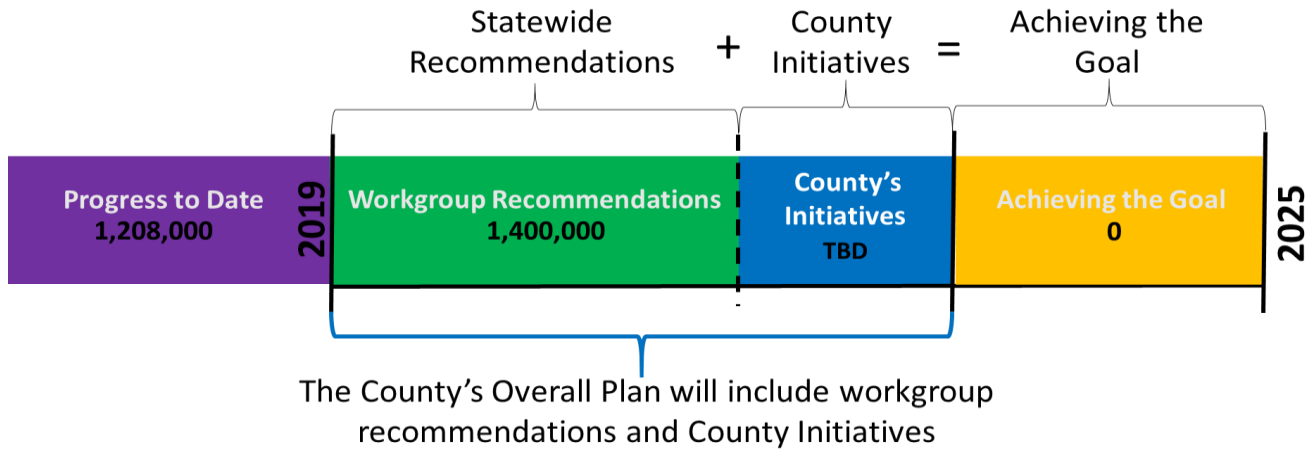 Statewide
Recommendations
+
County
Initiatives
=
Achieving the
Goal
Progress to Date
1,208,000
2019
Workgroup Recommendations
1,400,000
County’s
Initiatives
TBD
Achieving the Goal
0
2025
The County’s Overall Plan will include workgroup
recommendations and County Initiatives